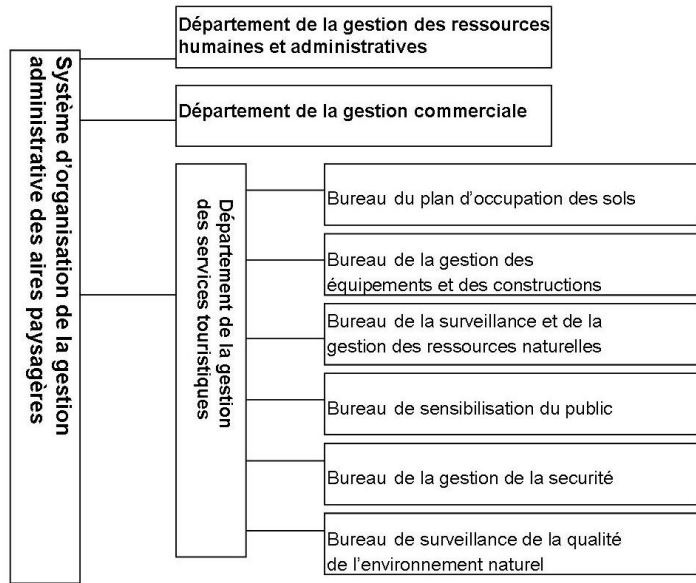 Système d'organisation de la gestion
administrative des aires paysagères
Département de la gestion des ressources
humaines et administratives
Département de la gestion commerciale
Département de la gestion
des services touristiques
Bureau du plan d'occupation des sols
Bureau de la gestion des
équipements et des constructions
Bureau de la surveillance et de la
gestion des ressources naturelles
Bureau de sensibilisation du public
Bureau de la gestion de la securité
Bureau de surveillance de la qualité
de l'environnement naturel